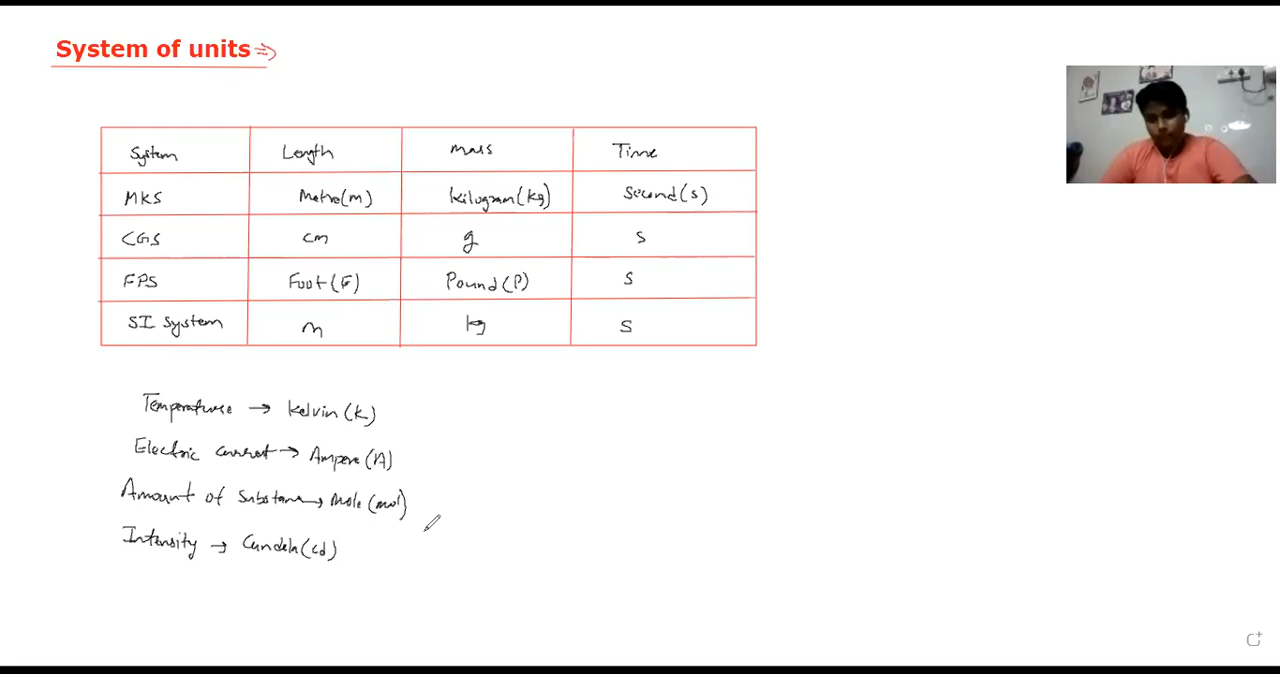 System of units ⇒
System Length Mass Time
MKS Metre(m) kilogram(kg) Second(s)
CGS cm g s
FPS Foot(F) Pound(P) s
SI System m kg s
Temperature → Kelvin(K)
Electric current → Ampere(A)
Amount of Substance → Mole(mol)
Intensity → Candela(cd)